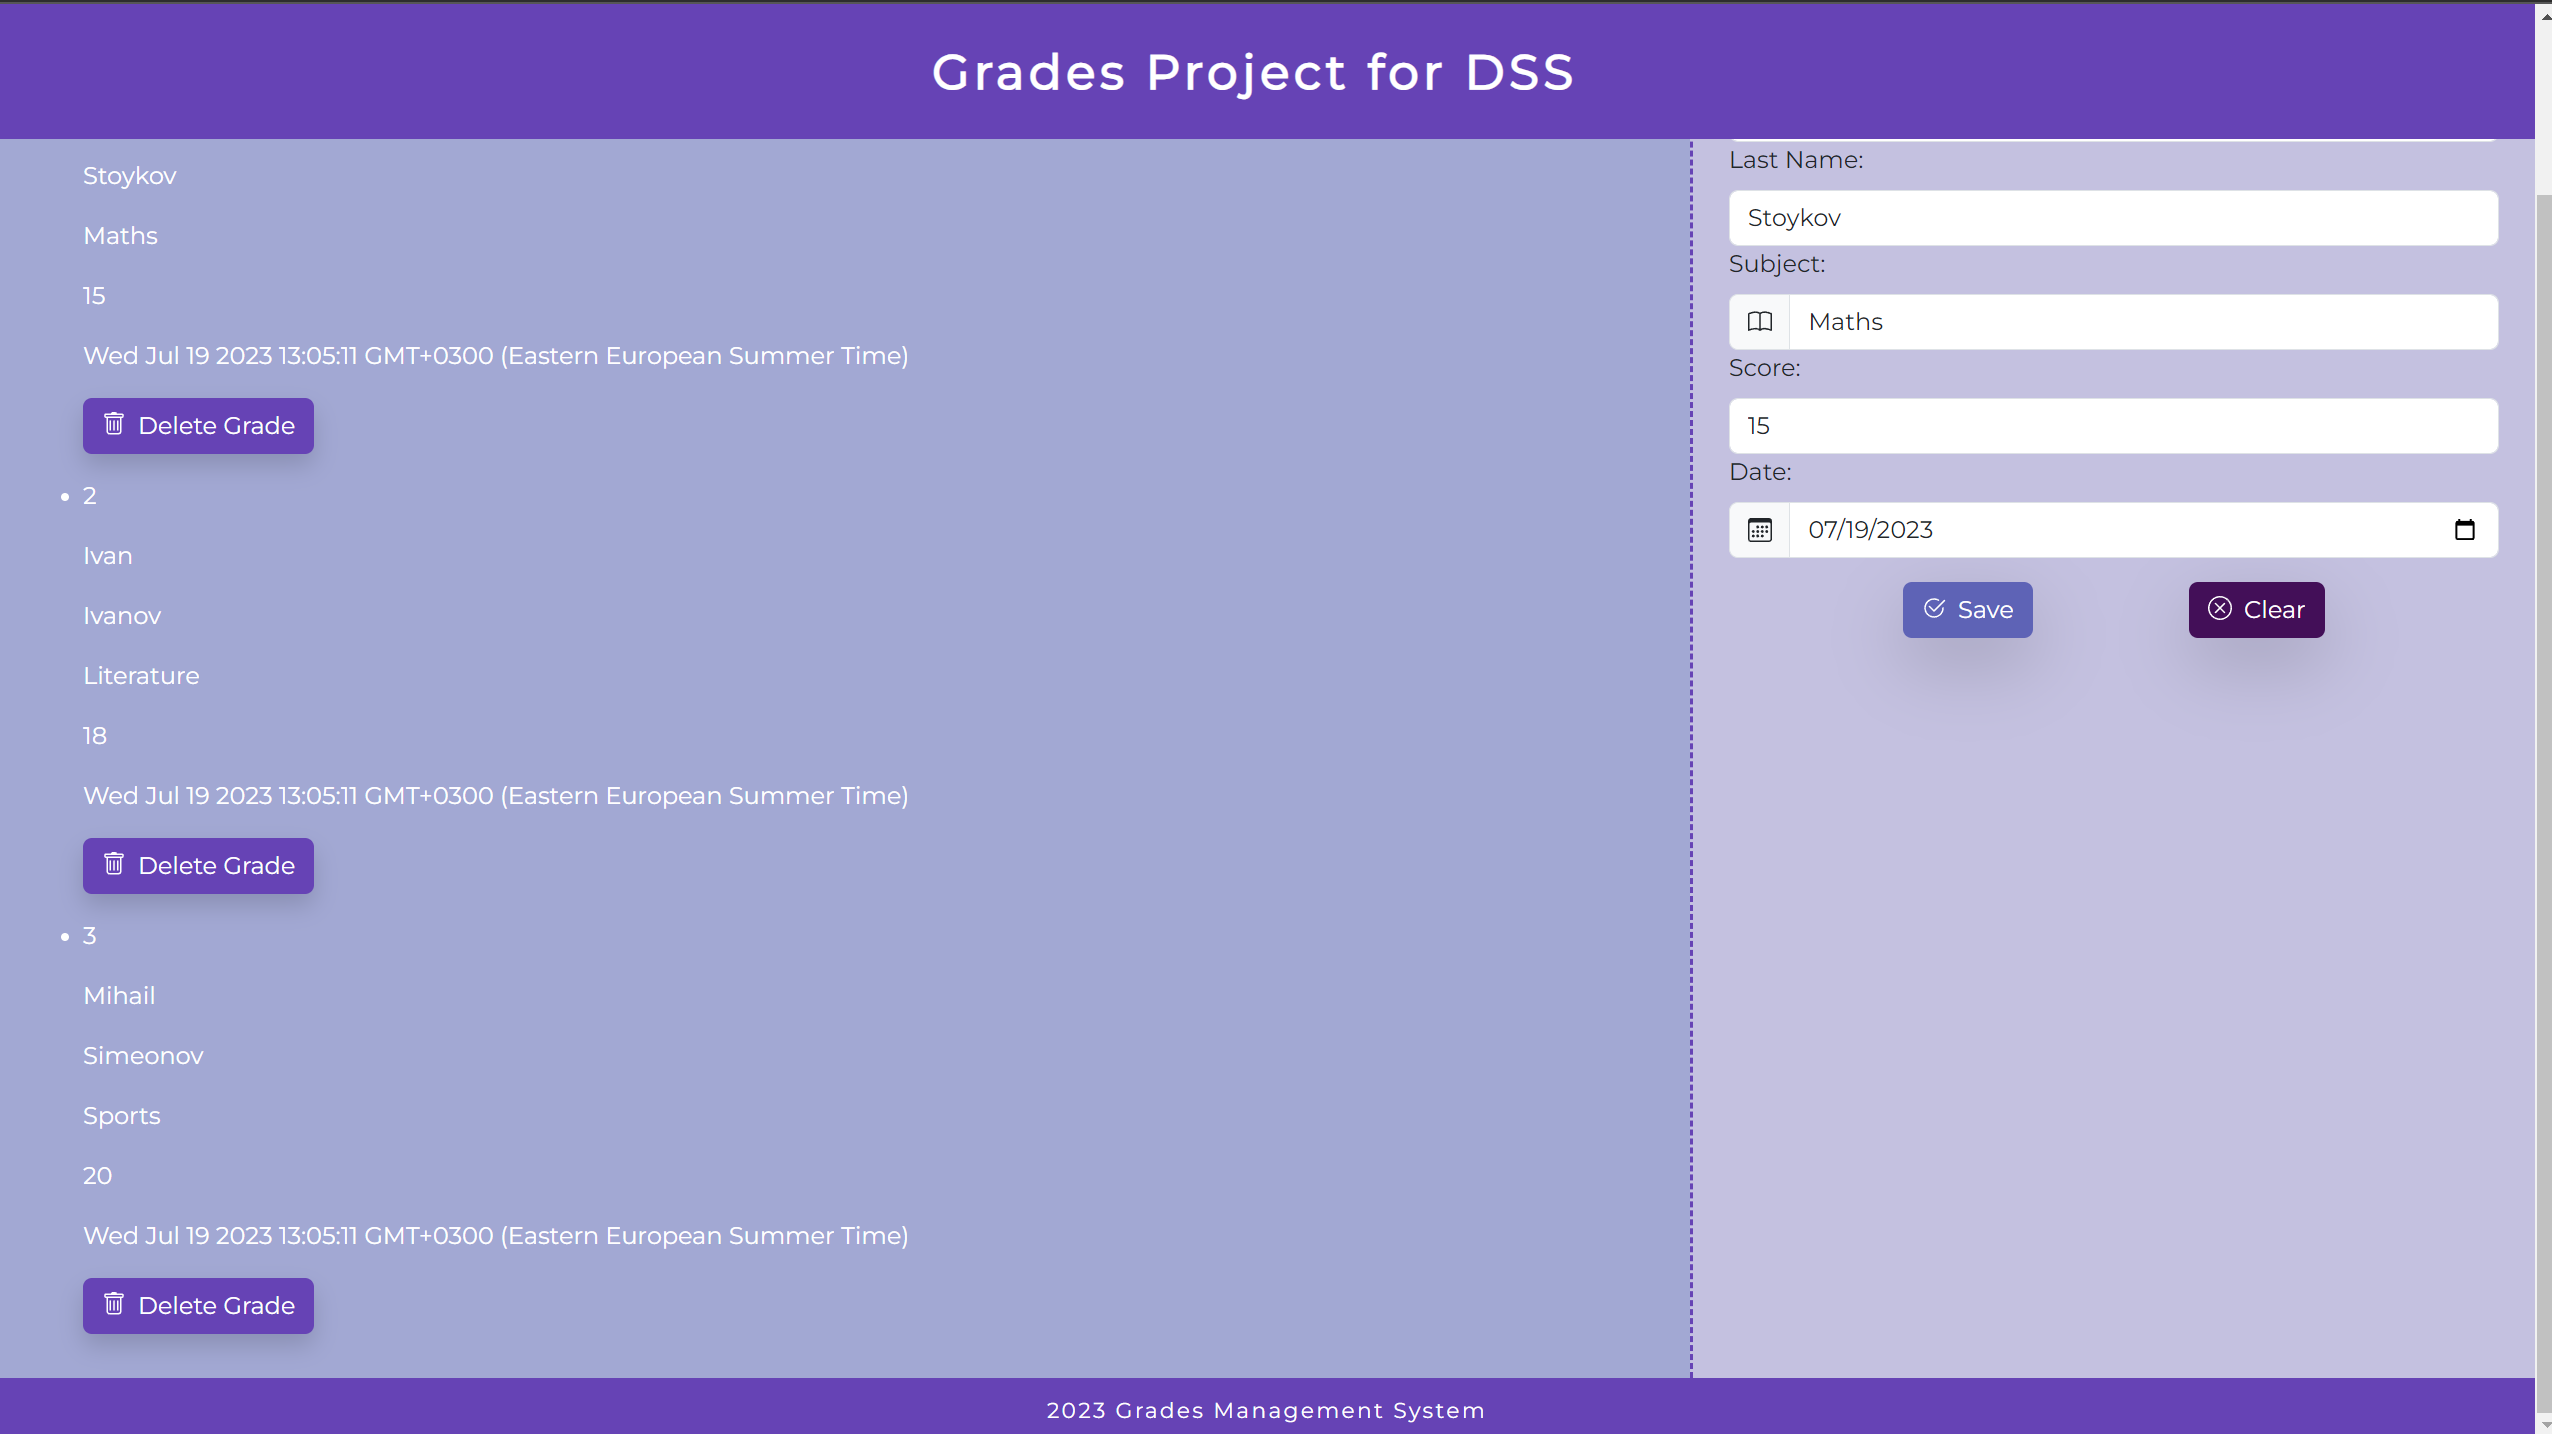 Grades Project for DSS
Stoykov
Maths
15
Wed Jul 19 2023 13:05:11 GMT+0300 (Eastern European Summer Time)
Delete Grade
2
Ivan
Ivanov
Literature
18
Wed Jul 19 2023 13:05:11 GMT+0300 (Eastern European Summer Time)
Delete Grade
3
Mihail
Simeonov
Sports
20
Wed Jul 19 2023 13:05:11 GMT+0300 (Eastern European Summer Time)
Delete Grade
Last Name:
Stoykov
Subject:
Maths
Score:
15
Date:
07/19/2023
Save
Clear
2023 Grades Management System